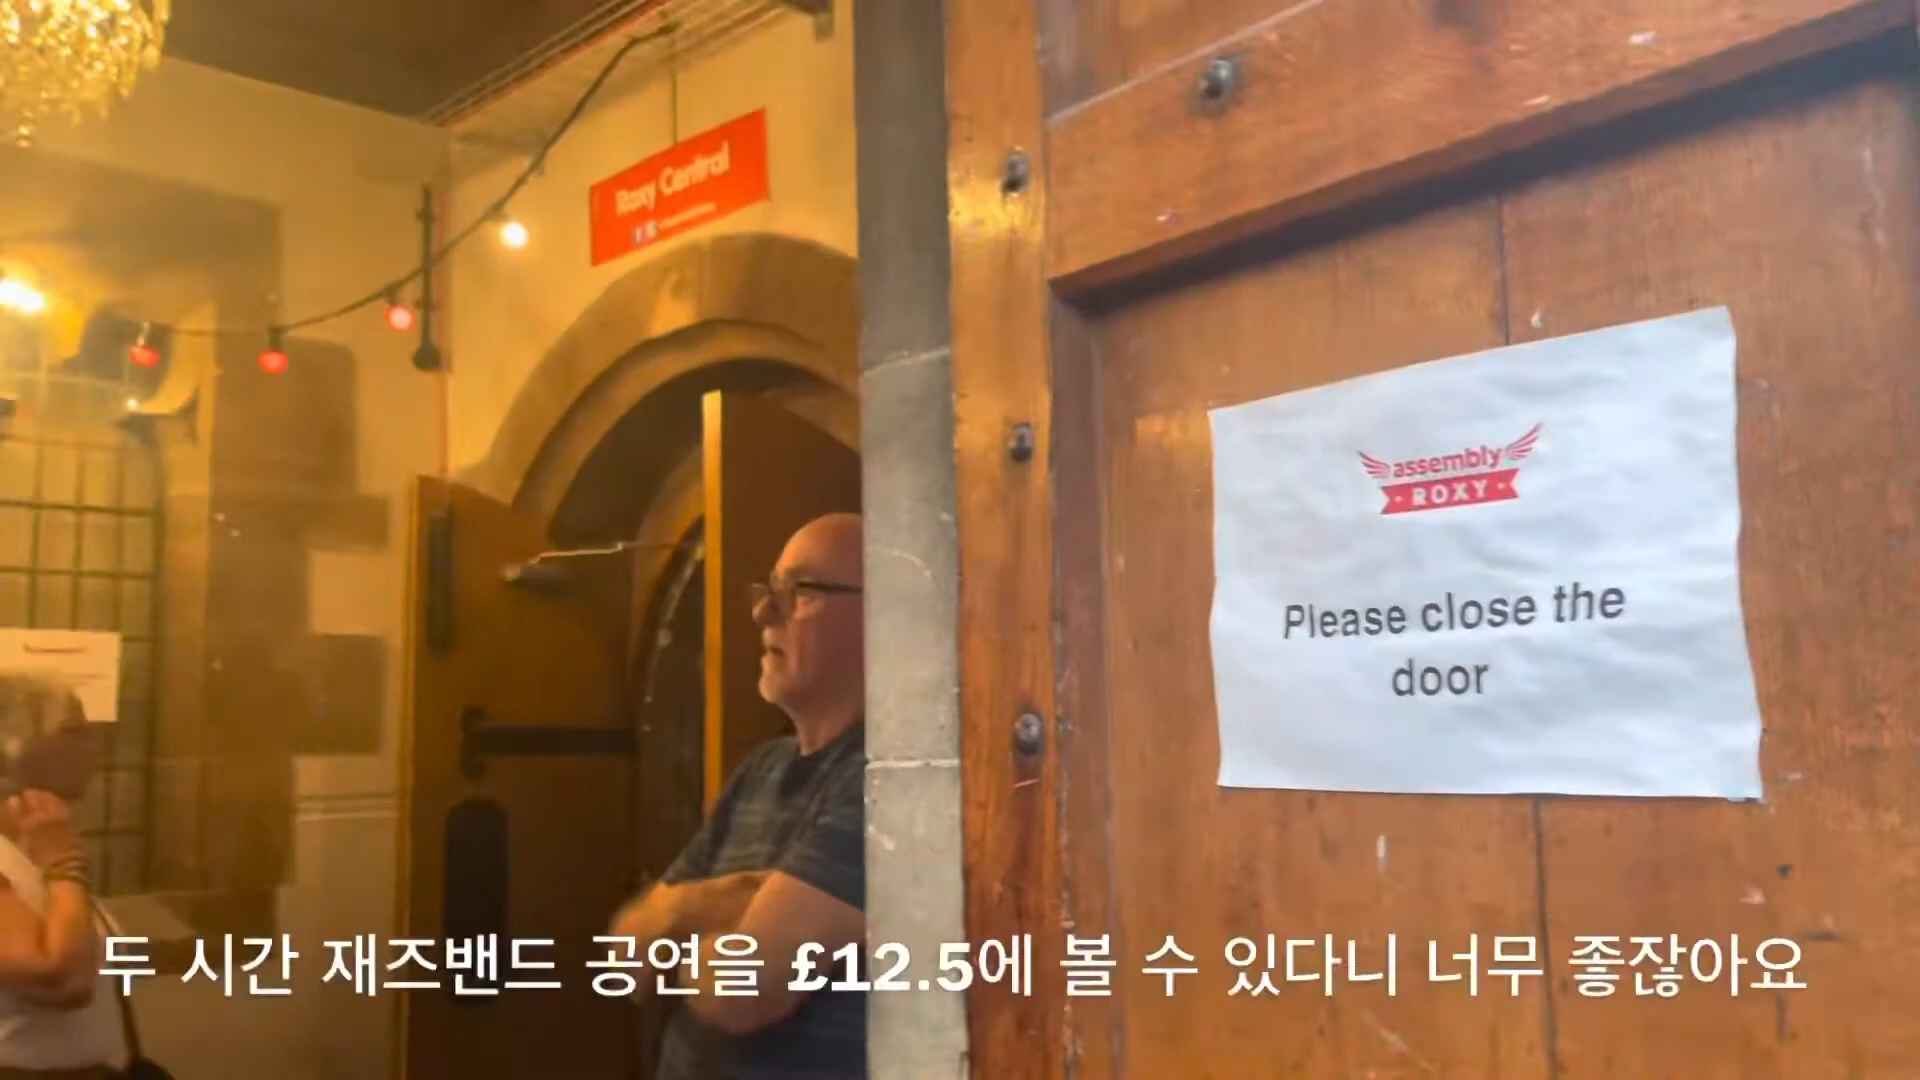 Roxy Central
assembly
ROXY
Please close the
door
두 시간 재즈밴드 공연을 £12.5에 볼 수 있다니 너무 좋잖아요